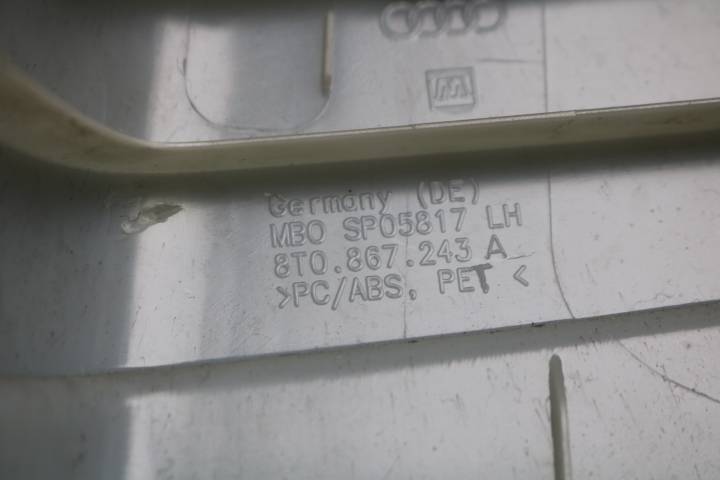 Germany (DE)
MBO SP05817 LH
8T0.867.243 A
>PC/ABS, PET <